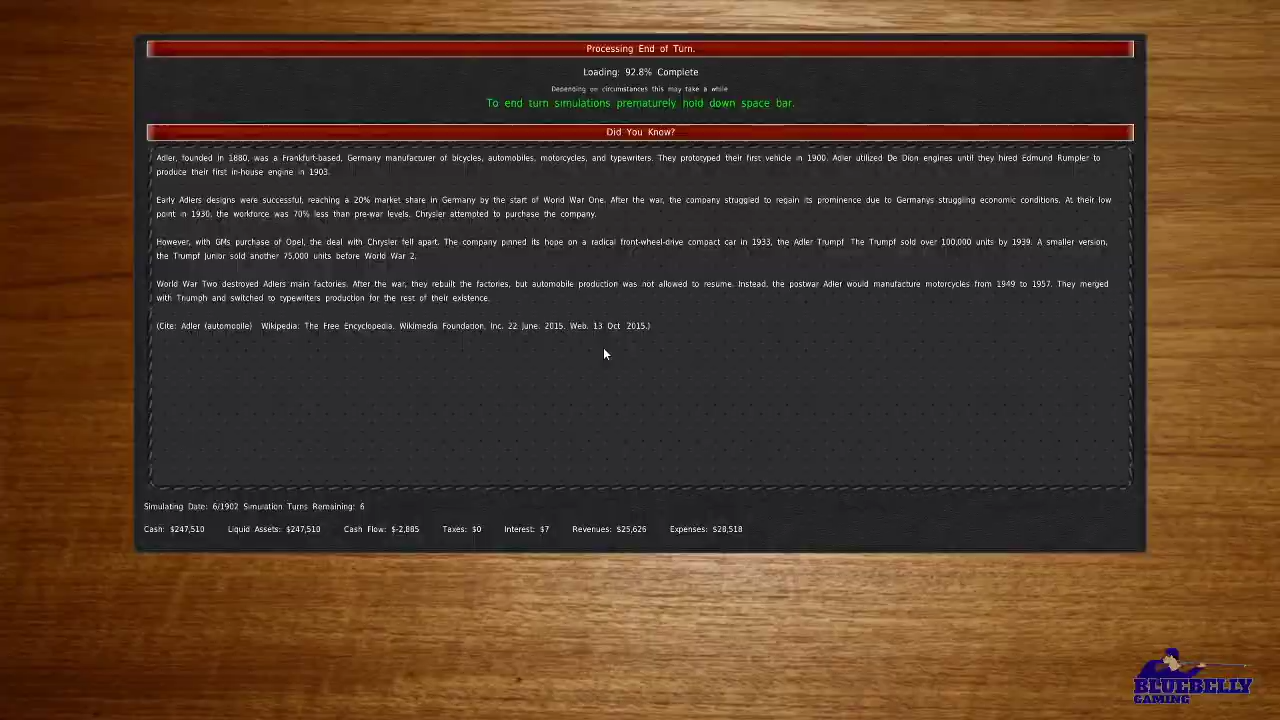 Processing End of Turn.
Loading: 92.8% Complete
Depending on circumstances this may take a while
To end turn simulations prematurely hold down space bar.
Did You Know?
Adler, founded in 1880, was a Frankfurt-based, Germany manufacturer of bicycles, automobiles, motorcycles, and typewriters. They prototyped their first vehicle in 1900. Adler utilized De Dion engines until they hired Edmund Rumpler to
produce their first in-house engine in 1903.
Early Adlers designs were successful, reaching a 20% market share in Germany by the start of World War One. After the war, the company struggled to regain its prominence due to Germanys struggling economic conditions. At their low
point in 1930, the workforce was 70% less than pre-war levels. Chrysler attempted to purchase the company.
However, with GMs purchase of Opel, the deal with Chrysler fell apart. The company pinned its hope on a radical front-wheel-drive compact car in 1933, the Adler Trumpf  The Trumpf sold over 100,000 units by 1939. A smaller version,
the Trumpf Junior sold another 75,000 units before World War 2.
World War Two destroyed Adlers main factories. After the war, they rebuilt the factories, but automobile production was not allowed to resume. Instead, the postwar Adler would manufacture motorcycles from 1949 to 1957. They merged
with Triumph and switched to typewriters production for the rest of their existence.
(Cite: Adler (automobile)  Wikipedia: The Free Encyclopedia. Wikimedia Foundation, Inc. 22 June. 2015. Web. 13 Oct  2015.)
Simulating Date: 6/1902 Simulation Turns Remaining: 6
Cash: $247,510 Liquid Assets: $247,510 Cash Flow: $-2,885 Taxes: $0 Interest: $7 Revenues: $25,626 Expenses: $28,518
BLUEBELLY
GAMING